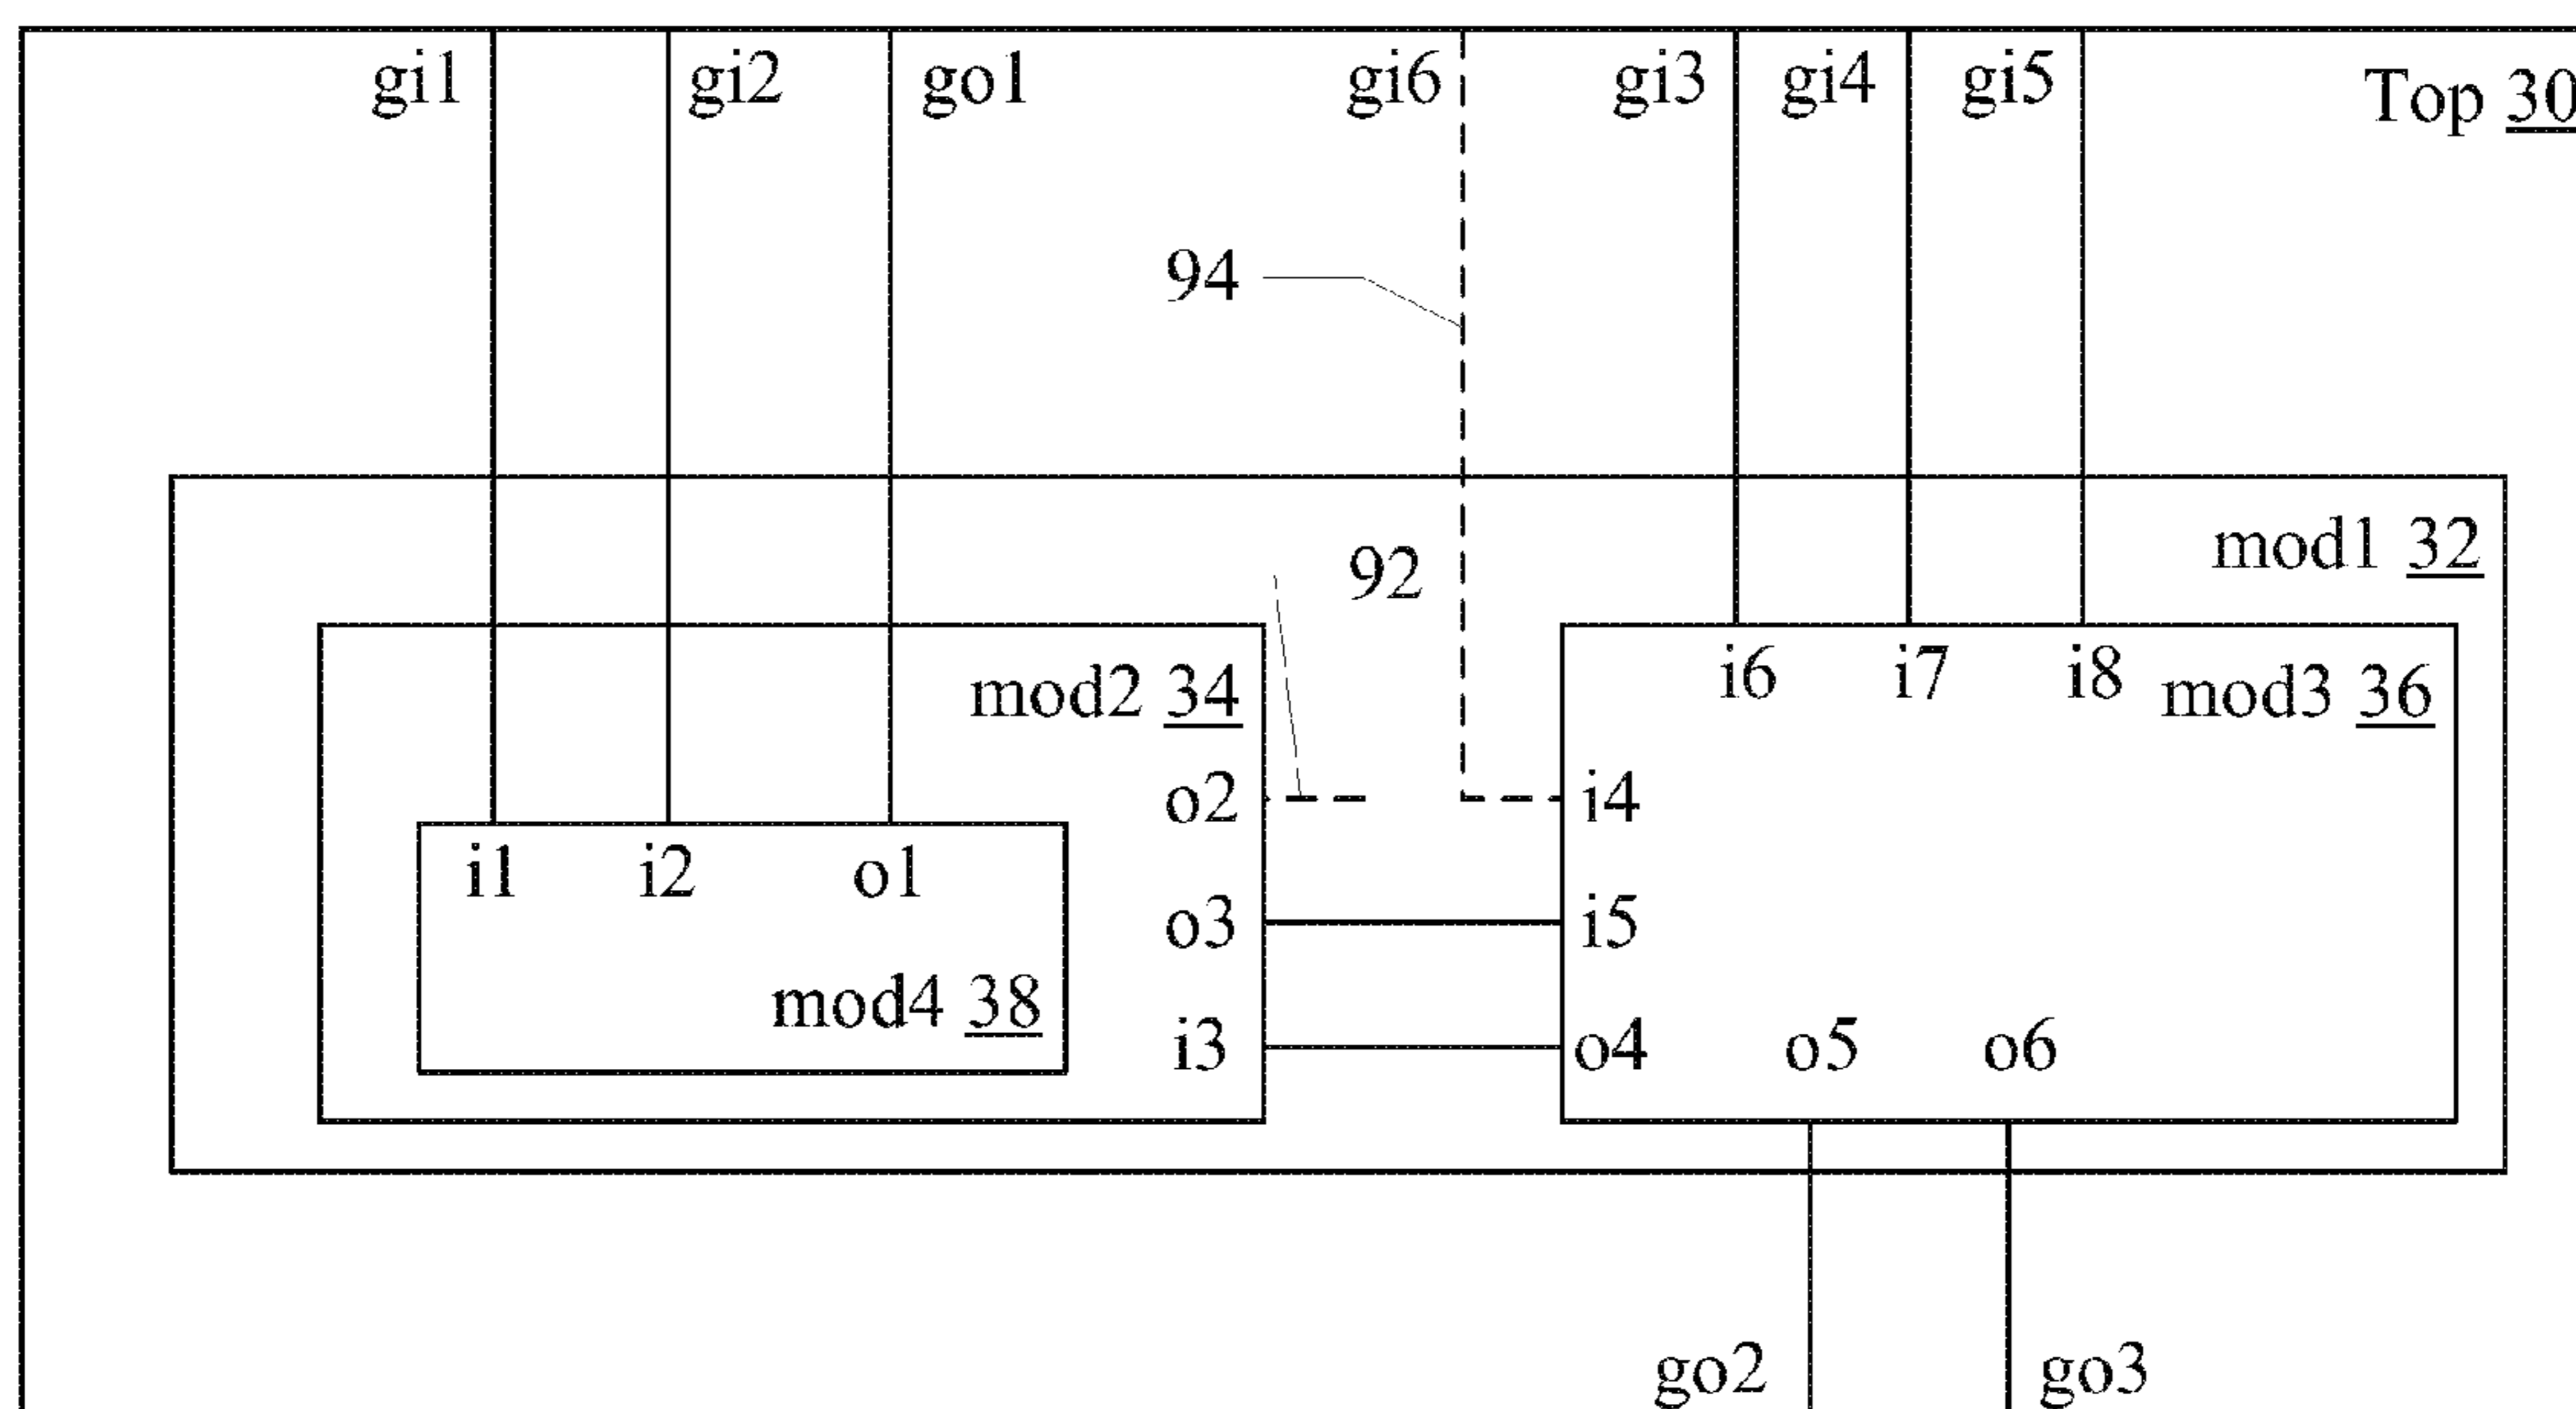 gi1 gi2 go1 gi6 gi3 gi4 gi5 Top 30
94
mod1 32
92
i6 i7 i8
mod2 34 mod3 36
o2 i4
i1 i2 o1
o3 i5
mod4 38
i3 o4 o5 o6
go2 go3